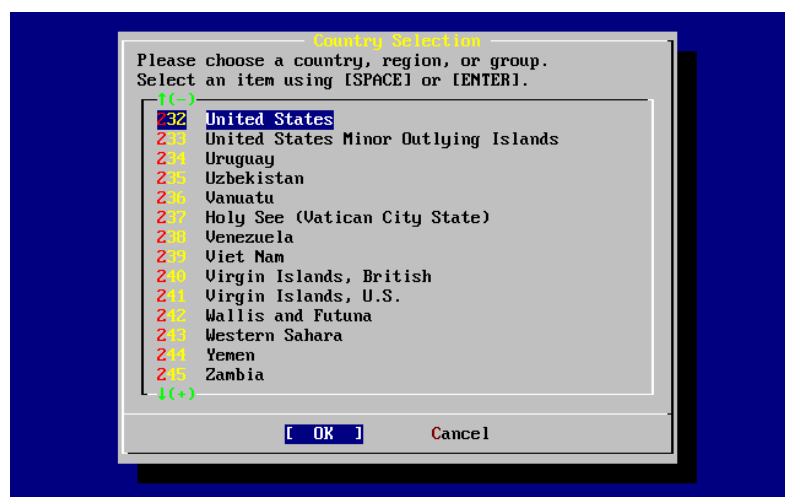 Country Selection
Please choose a country, region, or group.
Select an item using [SPACE] or [ENTER].
↑(-)
232 United States
233 United States Minor Outlying Islands
234 Uruguay
235 Uzbekistan
236 Vanuatu
237 Holy See (Vatican City State)
238 Venezuela
239 Viet Nam
240 Virgin Islands, British
241 Virgin Islands, U.S.
242 Wallis and Futuna
243 Western Sahara
244 Yemen
245 Zambia
↓(+)
[ OK ] Cancel